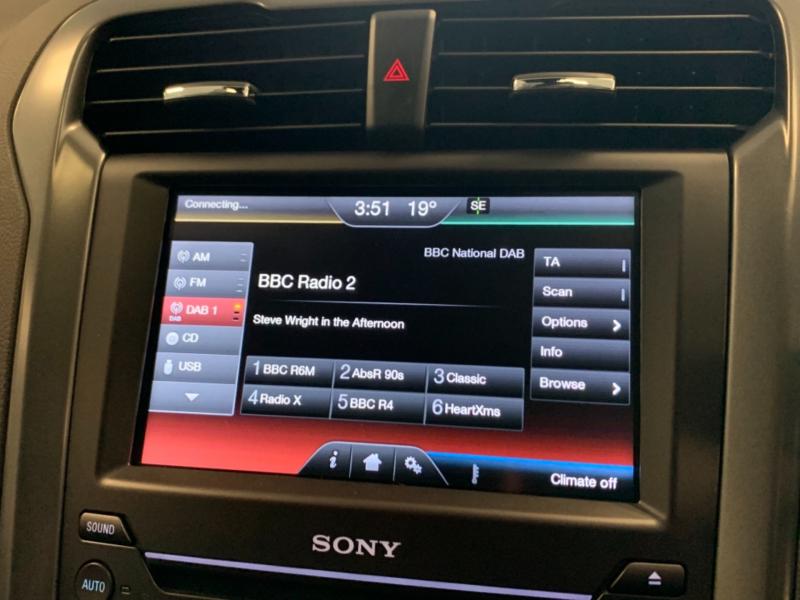 Connecting... 3:51 19° SE
BBC National DAB
AM
FM
DAB 1
DAB
CD
USB
BBC Radio 2
Steve Wright in the Afternoon
1 BBC R6M 2 AbsR 90s 3 Classic
4 Radio X 5 BBC R4 6 HeartXms
TA
Scan
Options
Info
Browse
i
Climate off
SOUND
SONY
AUTO